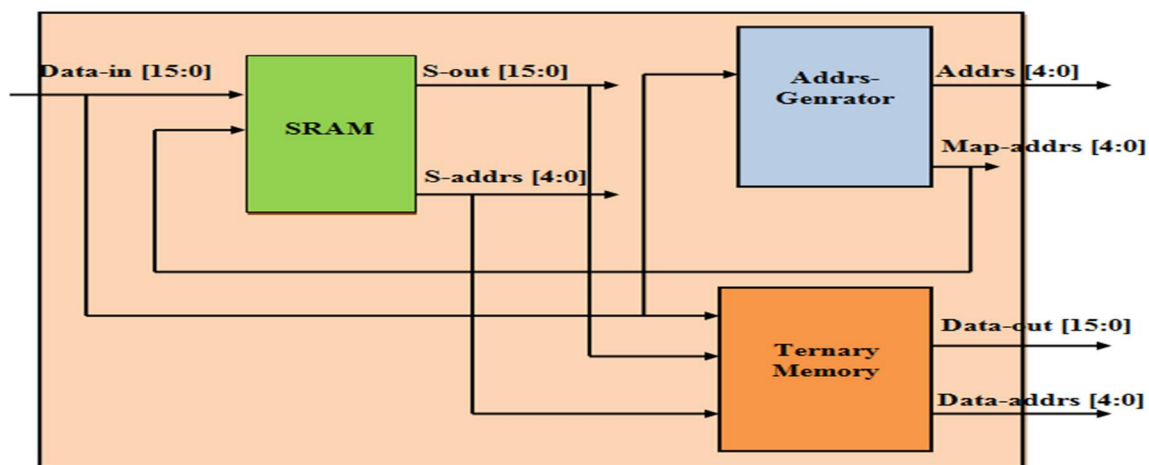 Data-in [15:0]
SRAM
S-out [15:0]
S-addrs [4:0]
Addrs-
Genrator
Addrs [4:0]
Map-addrs [4:0]
Ternary
Memory
Data-out [15:0]
Data-addrs [4:0]